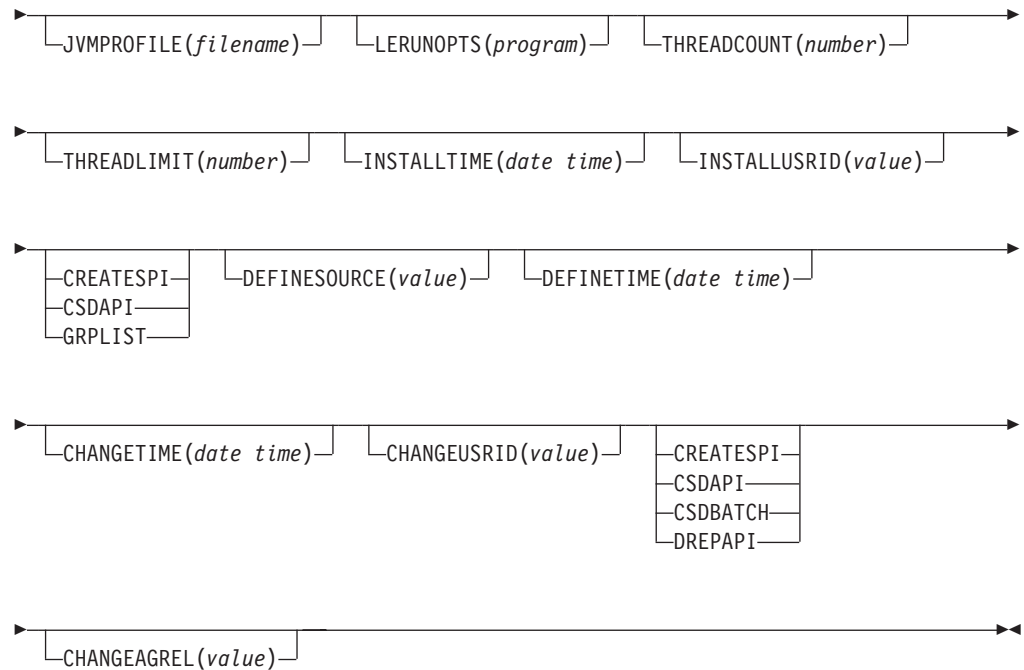 JVMPROFILE(filename) LERUNOPTS(program) THREADCOUNT(number)
THREADLIMIT(number) INSTALLTIME(date time) INSTALLUSRID(value)
CREATESPI
CSDAPI
GRPLIST
DEFINESOURCE(value) DEFINETIME(date time)
CHANGETIME(date time) CHANGEUSRID(value)
CREATESPI
CSDAPI
CSDBATCH
DREPAPI
CHANGEAGREL(value)